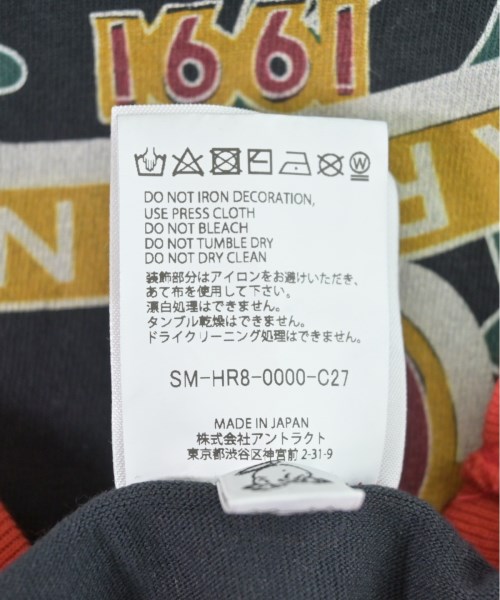 1661
DO NOT IRON DECORATION,
USE PRESS CLOTH
DO NOT BLEACH
DO NOT TUMBLE DRY
DO NOT DRY CLEAN
装飾部分はアイロンをお避けいただき、
あて布を使用して下さい。
漂白処理はできません。
タンブル乾燥はできません。
ドライクリーニング処理はできません。
SM-HR8-0000-C27
MADE IN JAPAN
株式会社アントラクト
東京都渋谷区神宮前 2-31-9